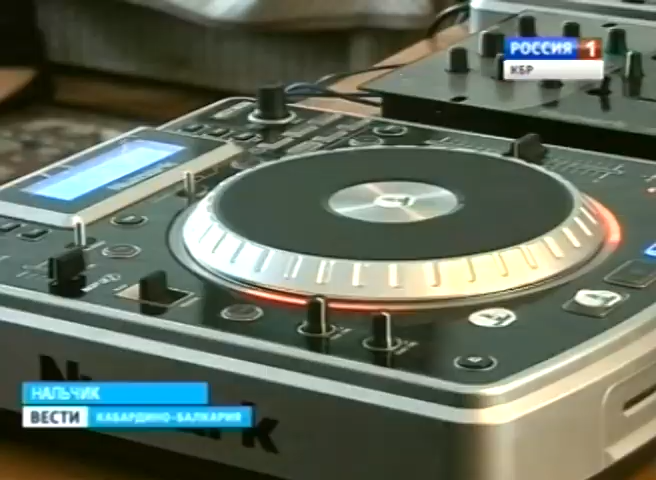 РОССИЯ 1
КБР
НАЛЬЧИК
ВЕСТИ КАБАРДИНО-БАЛКАРИЯ